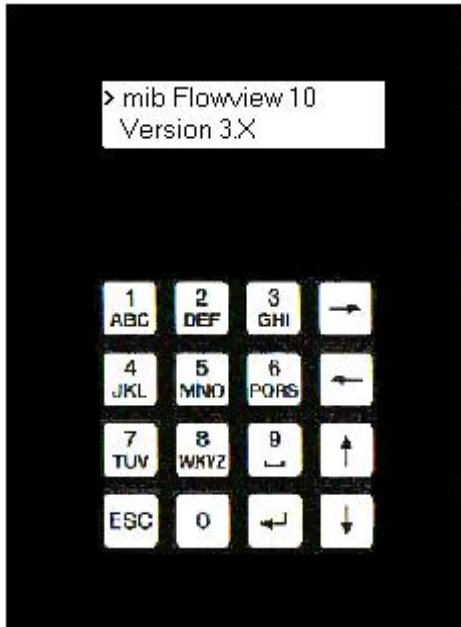 > mib Flowview 10
Version 3.X
1 2 3 →
ABC DEF GHI
4 5 6 ←
JKL MNO PQRS
7 8 9 ↑
TUV WXYZ ⎵
ESC 0 ↵ ↓